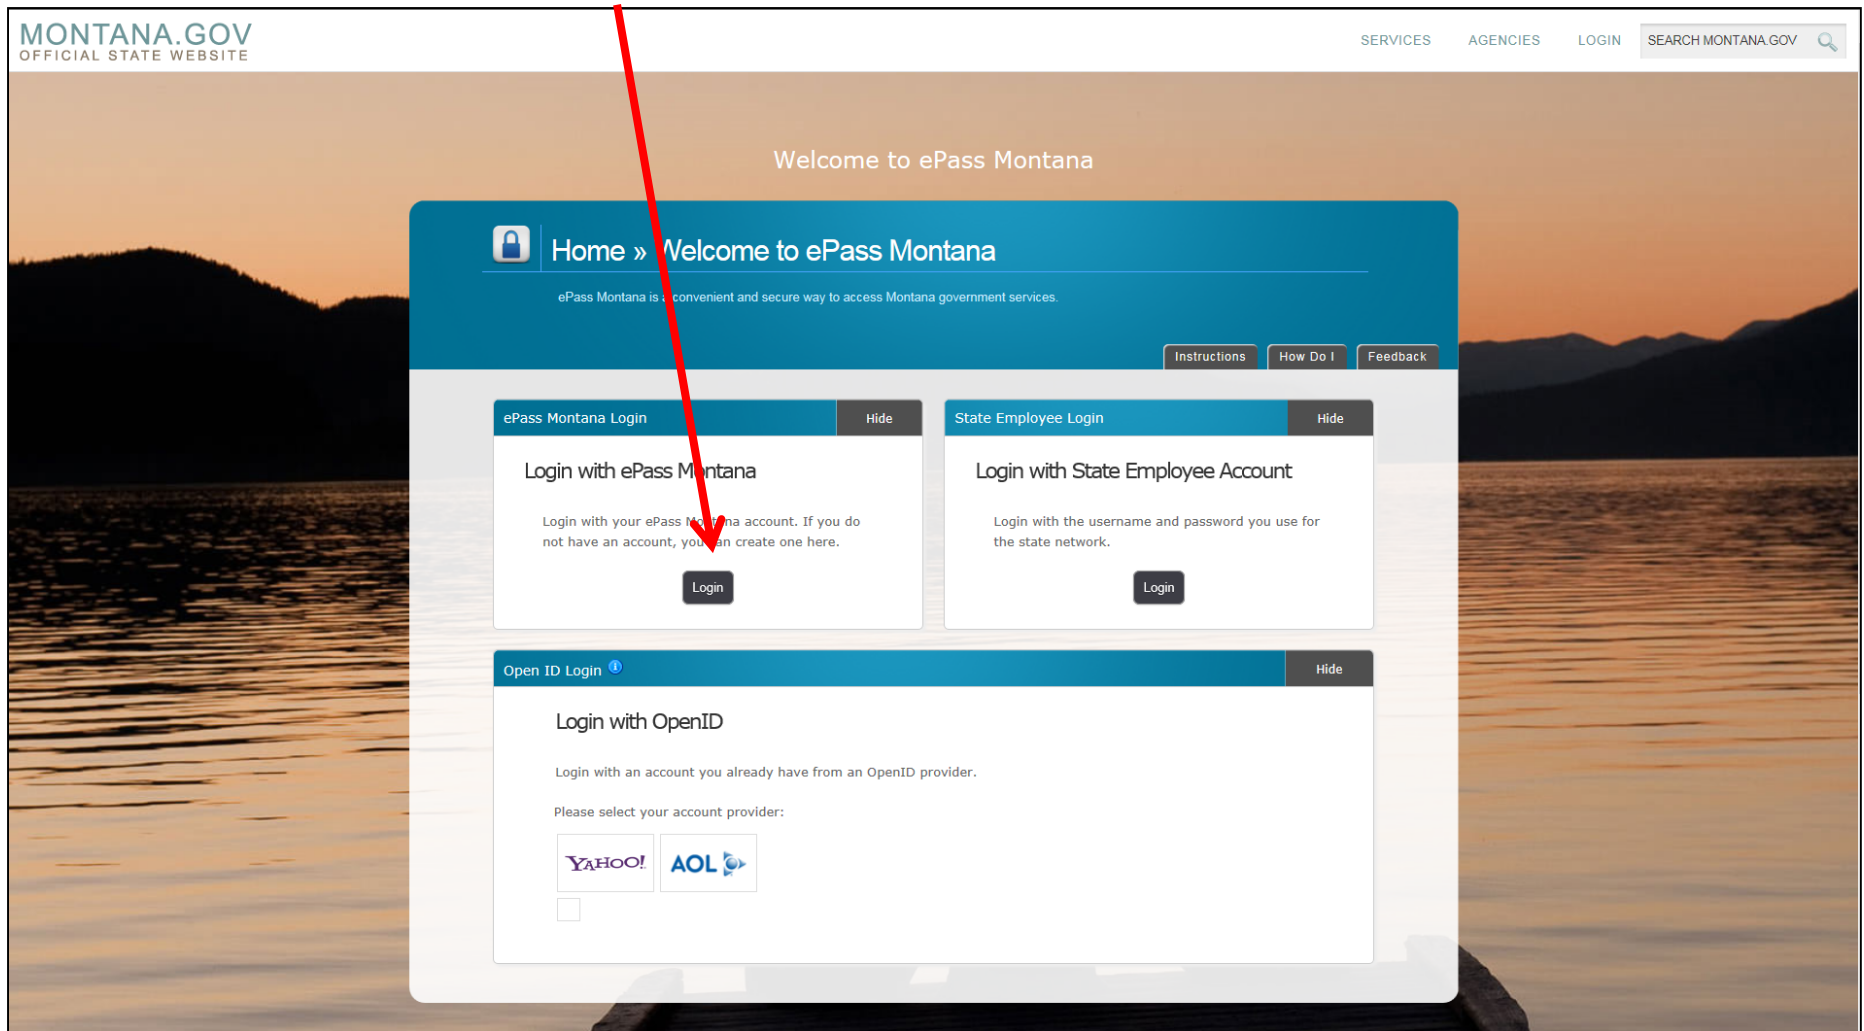 MONTANA.GOV
OFFICIAL STATE WEBSITE
SERVICES AGENCIES LOGIN SEARCH MONTANA.GOV
Welcome to ePass Montana
Home » Welcome to ePass Montana
ePass Montana is a convenient and secure way to access Montana government services.
Instructions How Do I Feedback
ePass Montana Login Hide
Login with ePass Montana
Login with your ePass Montana account. If you do
not have an account, you can create one here.
Login
State Employee Login Hide
Login with State Employee Account
Login with the username and password you use for
the state network.
Login
Open ID Login Hide
Login with OpenID
Login with an account you already have from an OpenID provider.
Please select your account provider:
YAHOO! AOL